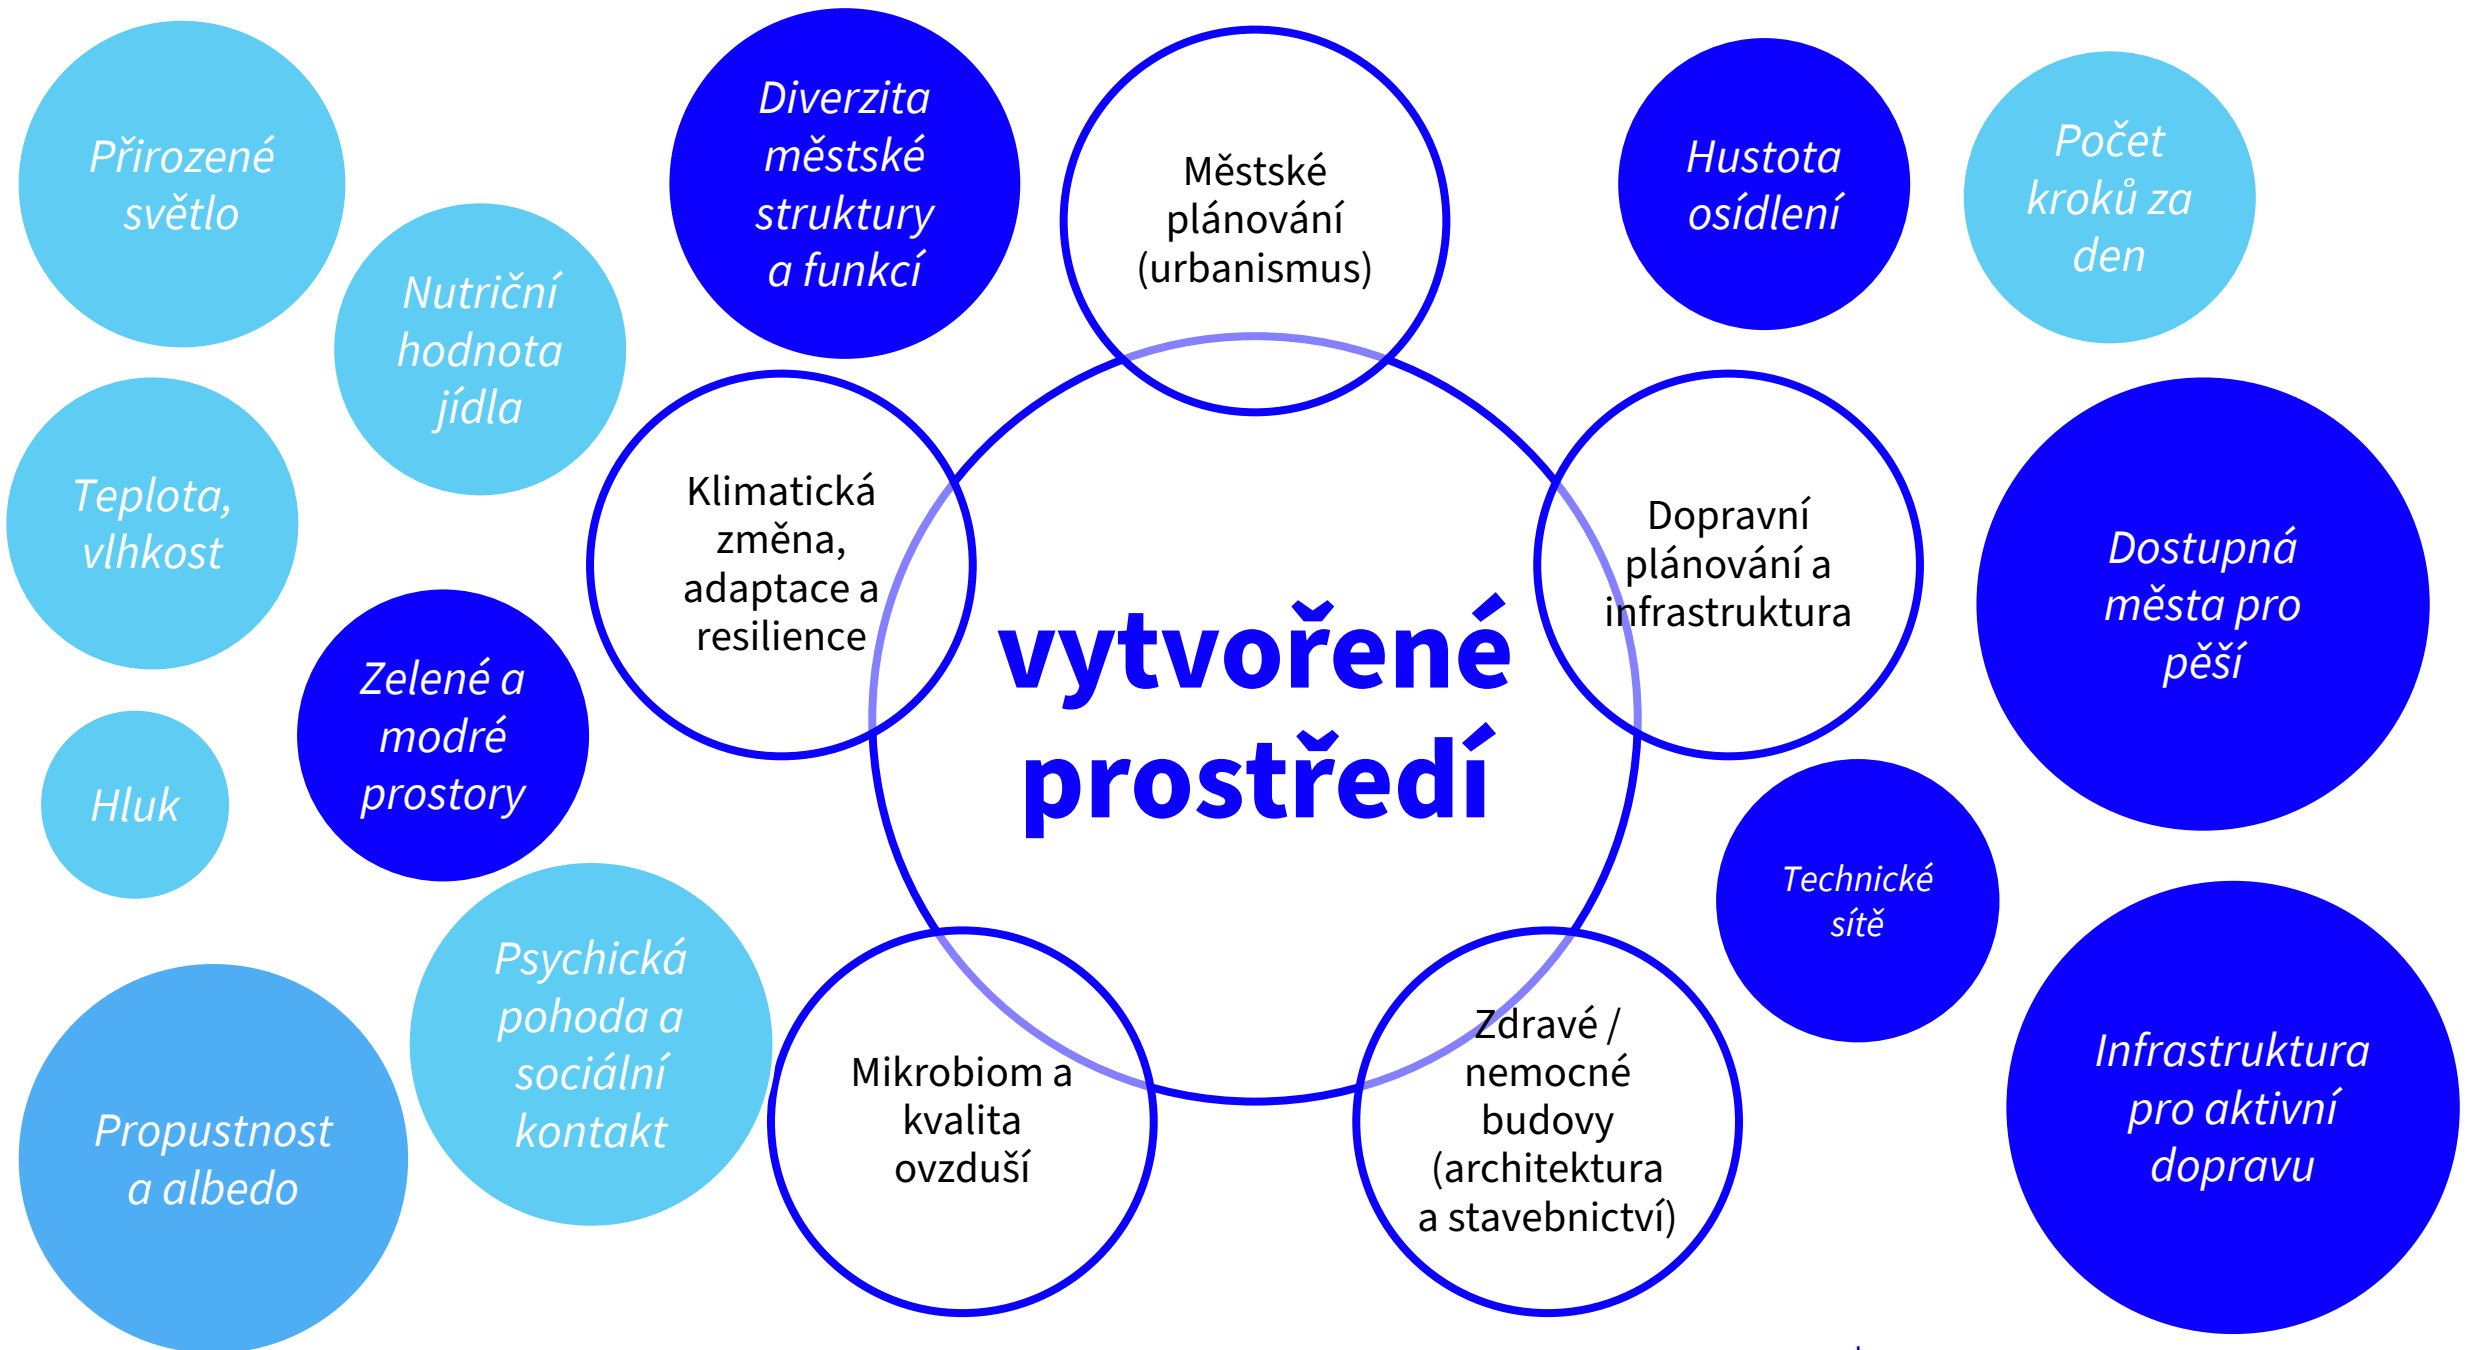 Přirozené
světlo
Nutriční
hodnota
jídla
Diverzita
městské
struktury
a funkcí
Městské
plánování
(urbanismus)
Hustota
osídlení
Počet
kroků za
den
Teplota,
vlhkost
Klimatická
změna,
adaptace a
resilience
Dopravní
plánování a
infrastruktura
Dostupná
města pro
pěší
vytvořené
prostředí
Zelené a
modré
prostory
Hluk
Technické
sítě
Psychická
pohoda a
sociální
kontakt
Propustnost
a albedo
Mikrobiom a
kvalita
ovzduší
Zdravé /
nemocné
budovy
(architektura
a stavebnictví)
Infrastruktura
pro aktivní
dopravu